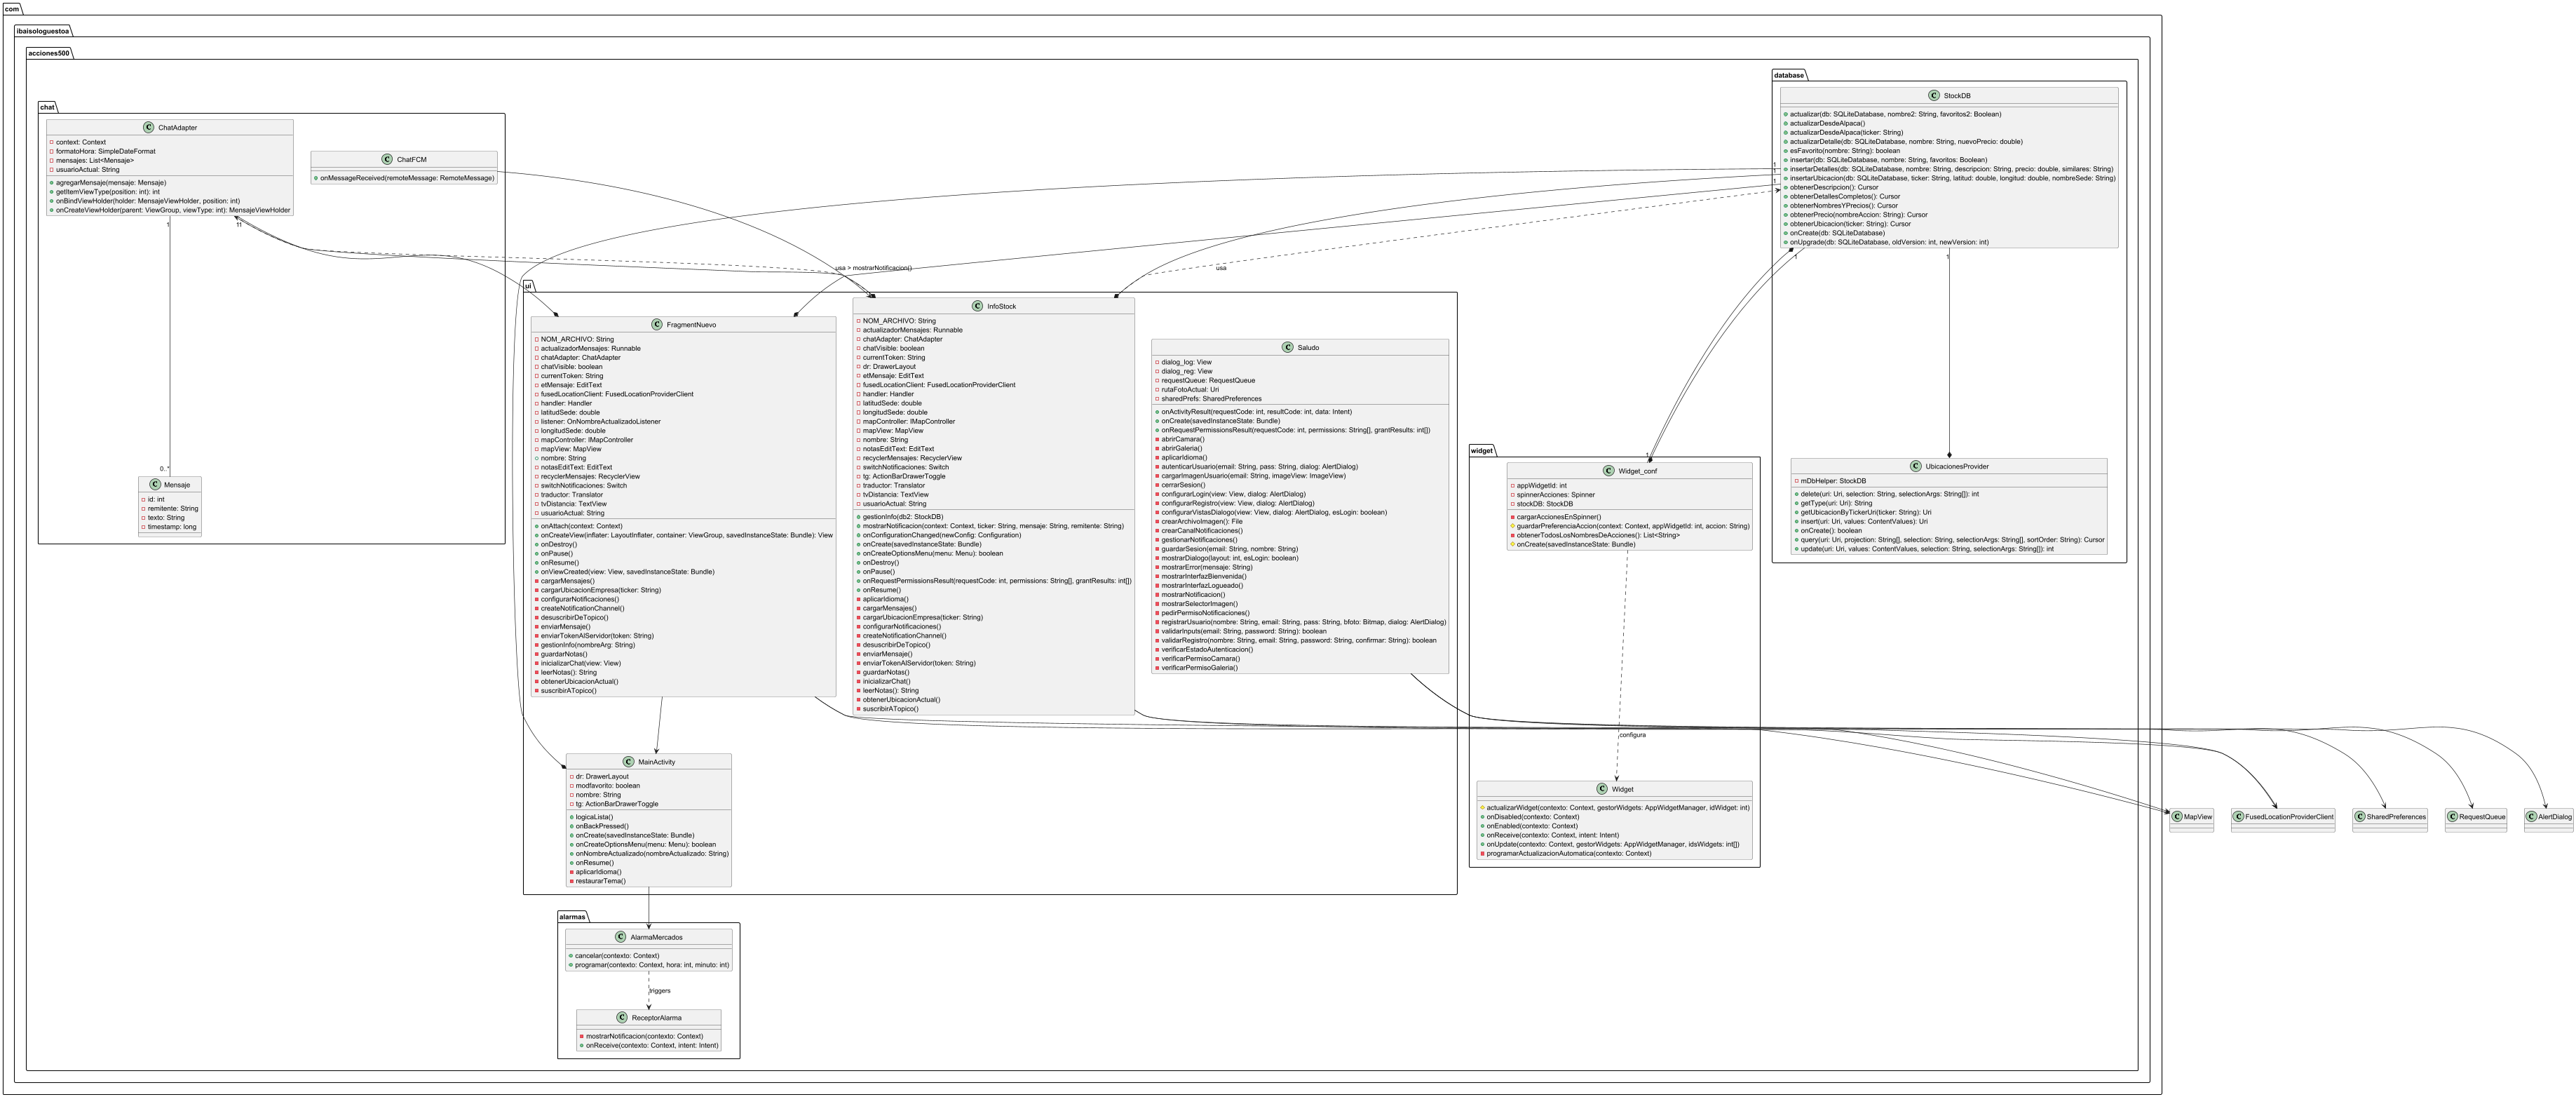 com
ibaisologuestoa
acciones500
chat
C ChatAdapter
context: Context
formatoHora: SimpleDateFormat
mensajes: List<Mensaje>
usuarioActual: String
agregarMensaje(mensaje: Mensaje)
getItemViewType(position: int): int
onBindViewHolder(holder: MensajeViewHolder, position: int)
onCreateViewHolder(parent: ViewGroup, viewType: int): MensajeViewHolder
C ChatFCM
onMessageReceived(remoteMessage: RemoteMessage)
1
11
0..*
C Mensaje
id: int
remitente: String
texto: String
timestamp: long
database
C StockDB
actualizar(db: SQLiteDatabase, nombre2: String, favoritos2: Boolean)
actualizarDesdeAlpaca()
actualizarDesdeAlpaca(ticker: String)
actualizarDetalle(db: SQLiteDatabase, nombre: String, nuevoPrecio: double)
esFavorito(nombre: String): boolean
insertar(db: SQLiteDatabase, nombre: String, favoritos: Boolean)
insertarDetalles(db: SQLiteDatabase, nombre: String, descripcion: String, precio: double, similares: String)
insertarUbicacion(db: SQLiteDatabase, ticker: String, latitud: double, longitud: double, nombreSede: String)
obtenerDescripcion(): Cursor
obtenerDetallesCompletos(): Cursor
obtenerNombresYPrecios(): Cursor
obtenerPrecio(nombreAccion: String): Cursor
obtenerUbicacion(ticker: String): Cursor
onCreate(db: SQLiteDatabase)
onUpgrade(db: SQLiteDatabase, oldVersion: int, newVersion: int)
1
1
1
1
1
usa > mostrarNotificacion()
usa
C UbicacionesProvider
mDbHelper: StockDB
delete(uri: Uri, selection: String, selectionArgs: String[]): int
getType(uri: Uri): String
getUbicacionByTickerUri(ticker: String): Uri
insert(uri: Uri, values: ContentValues): Uri
onCreate(): boolean
query(uri: Uri, projection: String[], selection: String, selectionArgs: String[], sortOrder: String): Cursor
update(uri: Uri, values: ContentValues, selection: String, selectionArgs: String[]): int
ui
C FragmentNuevo
NOM_ARCHIVO: String
actualizadorMensajes: Runnable
chatAdapter: ChatAdapter
chatVisible: boolean
currentToken: String
etMensaje: EditText
fusedLocationClient: FusedLocationProviderClient
handler: Handler
latitudSede: double
listener: OnNombreActualizadoListener
longitudSede: double
mapController: IMapController
mapView: MapView
nombre: String
notasEditText: EditText
recyclerMensajes: RecyclerView
switchNotificaciones: Switch
traductor: Translator
tvDistancia: TextView
usuarioActual: String
onAttach(context: Context)
onCreateView(inflater: LayoutInflater, container: ViewGroup, savedInstanceState: Bundle): View
onDestroy()
onPause()
onResume()
onViewCreated(view: View, savedInstanceState: Bundle)
cargarMensajes()
cargarUbicacionEmpresa(ticker: String)
configurarNotificaciones()
createNotificationChannel()
desuscribirDeTopico()
enviarMensaje()
enviarTokenAlServidor(token: String)
gestionInfo(nombreArg: String)
guardarNotas()
inicializarChat(view: View)
leerNotas(): String
obtenerUbicacionActual()
suscribirATopico()
C InfoStock
NOM_ARCHIVO: String
actualizadorMensajes: Runnable
chatAdapter: ChatAdapter
chatVisible: boolean
currentToken: String
dr: DrawerLayout
etMensaje: EditText
fusedLocationClient: FusedLocationProviderClient
handler: Handler
latitudSede: double
longitudSede: double
mapController: IMapController
mapView: MapView
nombre: String
notasEditText: EditText
recyclerMensajes: RecyclerView
switchNotificaciones: Switch
tg: ActionBarDrawerToggle
traductor: Translator
tvDistancia: TextView
usuarioActual: String
gestionInfo(db2: StockDB)
mostrarNotificacion(context: Context, ticker: String, mensaje: String, remitente: String)
onConfigurationChanged(newConfig: Configuration)
onCreate(savedInstanceState: Bundle)
onCreateOptionsMenu(menu: Menu): boolean
onDestroy()
onPause()
onRequestPermissionsResult(requestCode: int, permissions: String[], grantResults: int[])
onResume()
aplicarIdioma()
cargarMensajes()
cargarUbicacionEmpresa(ticker: String)
configurarNotificaciones()
createNotificationChannel()
desuscribirDeTopico()
enviarMensaje()
enviarTokenAlServidor(token: String)
guardarNotas()
inicializarChat()
leerNotas(): String
obtenerUbicacionActual()
suscribirATopico()
C Saludo
dialog_log: View
dialog_reg: View
requestQueue: RequestQueue
rutaFotoActual: Uri
sharedPrefs: SharedPreferences
onActivityResult(requestCode: int, resultCode: int, data: Intent)
onCreate(savedInstanceState: Bundle)
onRequestPermissionsResult(requestCode: int, permissions: String[], grantResults: int[])
abrirCamara()
abrirGaleria()
aplicarIdioma()
autenticarUsuario(email: String, pass: String, dialog: AlertDialog)
cargarImagenUsuario(email: String, imageView: ImageView)
cerrarSesion()
configurarLogin(view: View, dialog: AlertDialog)
configurarRegistro(view: View, dialog: AlertDialog)
configurarVistasDialogo(view: View, dialog: AlertDialog, esLogin: boolean)
crearArchivoImagen(): File
crearCanalNotificaciones()
gestionarNotificaciones()
guardarSesion(email: String, nombre: String)
mostrarDialogo(layout: int, esLogin: boolean)
mostrarError(mensaje: String)
mostrarInterfazBienvenida()
mostrarInterfazLogueado()
mostrarNotificacion()
mostrarSelectorImagen()
pedirPermisoNotificaciones()
registrarUsuario(nombre: String, email: String, pass: String, bfoto: Bitmap, dialog: AlertDialog)
validarInputs(email: String, password: String): boolean
validarRegistro(nombre: String, email: String, password: String, confirmar: String): boolean
verificarEstadoAutenticacion()
verificarPermisoCamara()
verificarPermisoGaleria()
C MainActivity
dr: DrawerLayout
modfavorito: boolean
nombre: String
tg: ActionBarDrawerToggle
logicaLista()
onBackPressed()
onCreate(savedInstanceState: Bundle)
onCreateOptionsMenu(menu: Menu): boolean
onNombreActualizado(nombreActualizado: String)
onResume()
aplicarIdioma()
restaurarTema()
widget
1
C Widget_conf
appWidgetId: int
spinnerAcciones: Spinner
stockDB: StockDB
cargarAccionesEnSpinner()
guardarPreferenciaAccion(context: Context, appWidgetId: int, accion: String)
obtenerTodosLosNombresDeAcciones(): List<String>
onCreate(savedInstanceState: Bundle)
configura
C Widget
actualizarWidget(contexto: Context, gestorWidgets: AppWidgetManager, idWidget: int)
onDisabled(contexto: Context)
onEnabled(contexto: Context)
onReceive(contexto: Context, intent: Intent)
onUpdate(contexto: Context, gestorWidgets: AppWidgetManager, idsWidgets: int[])
programarActualizacionAutomatica(contexto: Context)
C MapView
C FusedLocationProviderClient
C SharedPreferences
C RequestQueue
C AlertDialog
alarmas
C AlarmaMercados
cancelar(contexto: Context)
programar(contexto: Context, hora: int, minuto: int)
triggers
C ReceptorAlarma
mostrarNotificacion(contexto: Context)
onReceive(contexto: Context, intent: Intent)